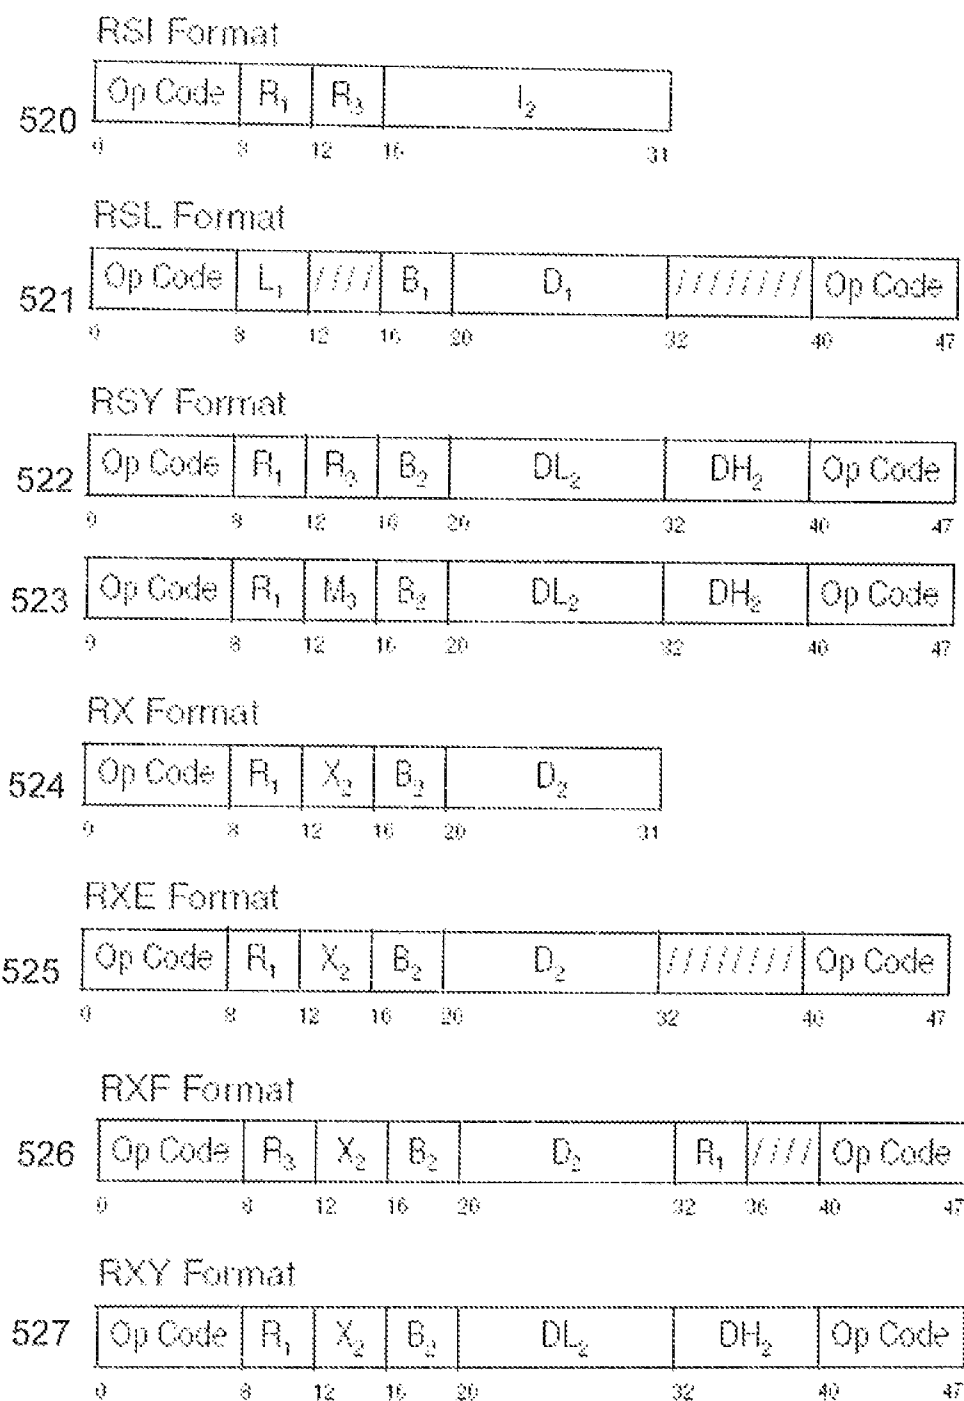 RSI Format
520 Op Code R₁ R₃ I₂
0 8 12 16 31
RSL Format
521 Op Code L₁ //// B₁ D₁ //////// Op Code
0 8 12 16 20 32 40 47
RSY Format
522 Op Code R₁ R₃ B₂ DL₂ DH₂ Op Code
0 8 12 16 20 32 40 47
523 Op Code R₁ M₃ B₂ DL₂ DH₂ Op Code
0 8 12 16 20 32 40 47
RX Format
524 Op Code R₁ X₂ B₂ D₂
0 8 12 16 20 31
RXE Format
525 Op Code R₁ X₂ B₂ D₂ //////// Op Code
0 8 12 16 20 32 40 47
RXF Format
526 Op Code R₃ X₂ B₂ D₂ R₁ //// Op Code
0 8 12 16 20 32 36 40 47
RXY Format
527 Op Code R₁ X₂ B₂ DL₂ DH₂ Op Code
0 8 12 16 20 32 40 47